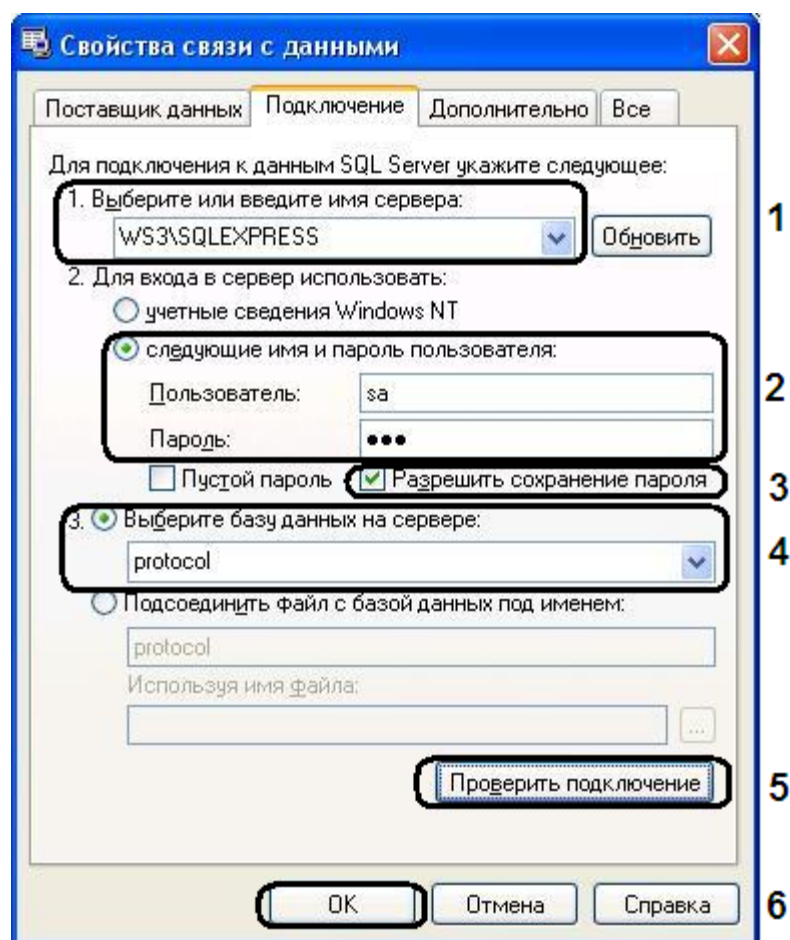 Свойства связи с данными
Поставщик данных Подключение Дополнительно Все
Для подключения к данным SQL Server укажите следующее:
1. Выберите или введите имя сервера:
1
WS3\SQLEXPRESS Обновить
2. Для входа в сервер использовать:
учетные сведения Windows NT
следующие имя и пароль пользователя:
2
Пользователь: sa
Пароль: ●●●
Пустой пароль Разрешить сохранение пароля
3
3. Выберите базу данных на сервере:
4
protocol
Подсоединить файл с базой данных под именем:
protocol
Используя имя файла:
...
Проверить подключение 5
OK Отмена Справка 6